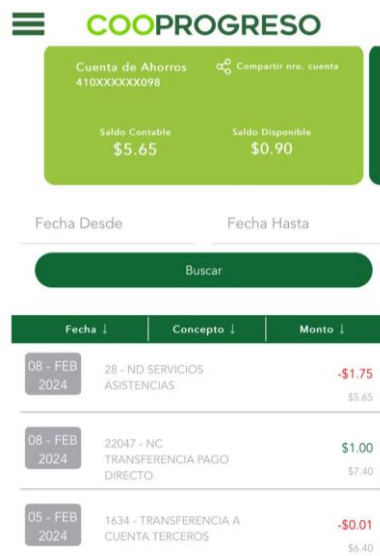 COOPROGRESO
Cuenta de Ahorros
410XXXXXX098
Compartir nro. cuenta
Saldo Contable
$5.65
Saldo Disponible
$0.90
Fecha Desde
Fecha Hasta
Buscar
Fecha ↓
Concepto ↓
Monto ↓
08 - FEB
2024
28 - ND SERVICIOS
ASISTENCIAS
-$1.75
$5.65
08 - FEB
2024
22047 - NC
TRANSFERENCIA PAGO
DIRECTO
$1.00
$7.40
05 - FEB
2024
1634 - TRANSFERENCIA A
CUENTA TERCEROS
-$0.01
$6.40